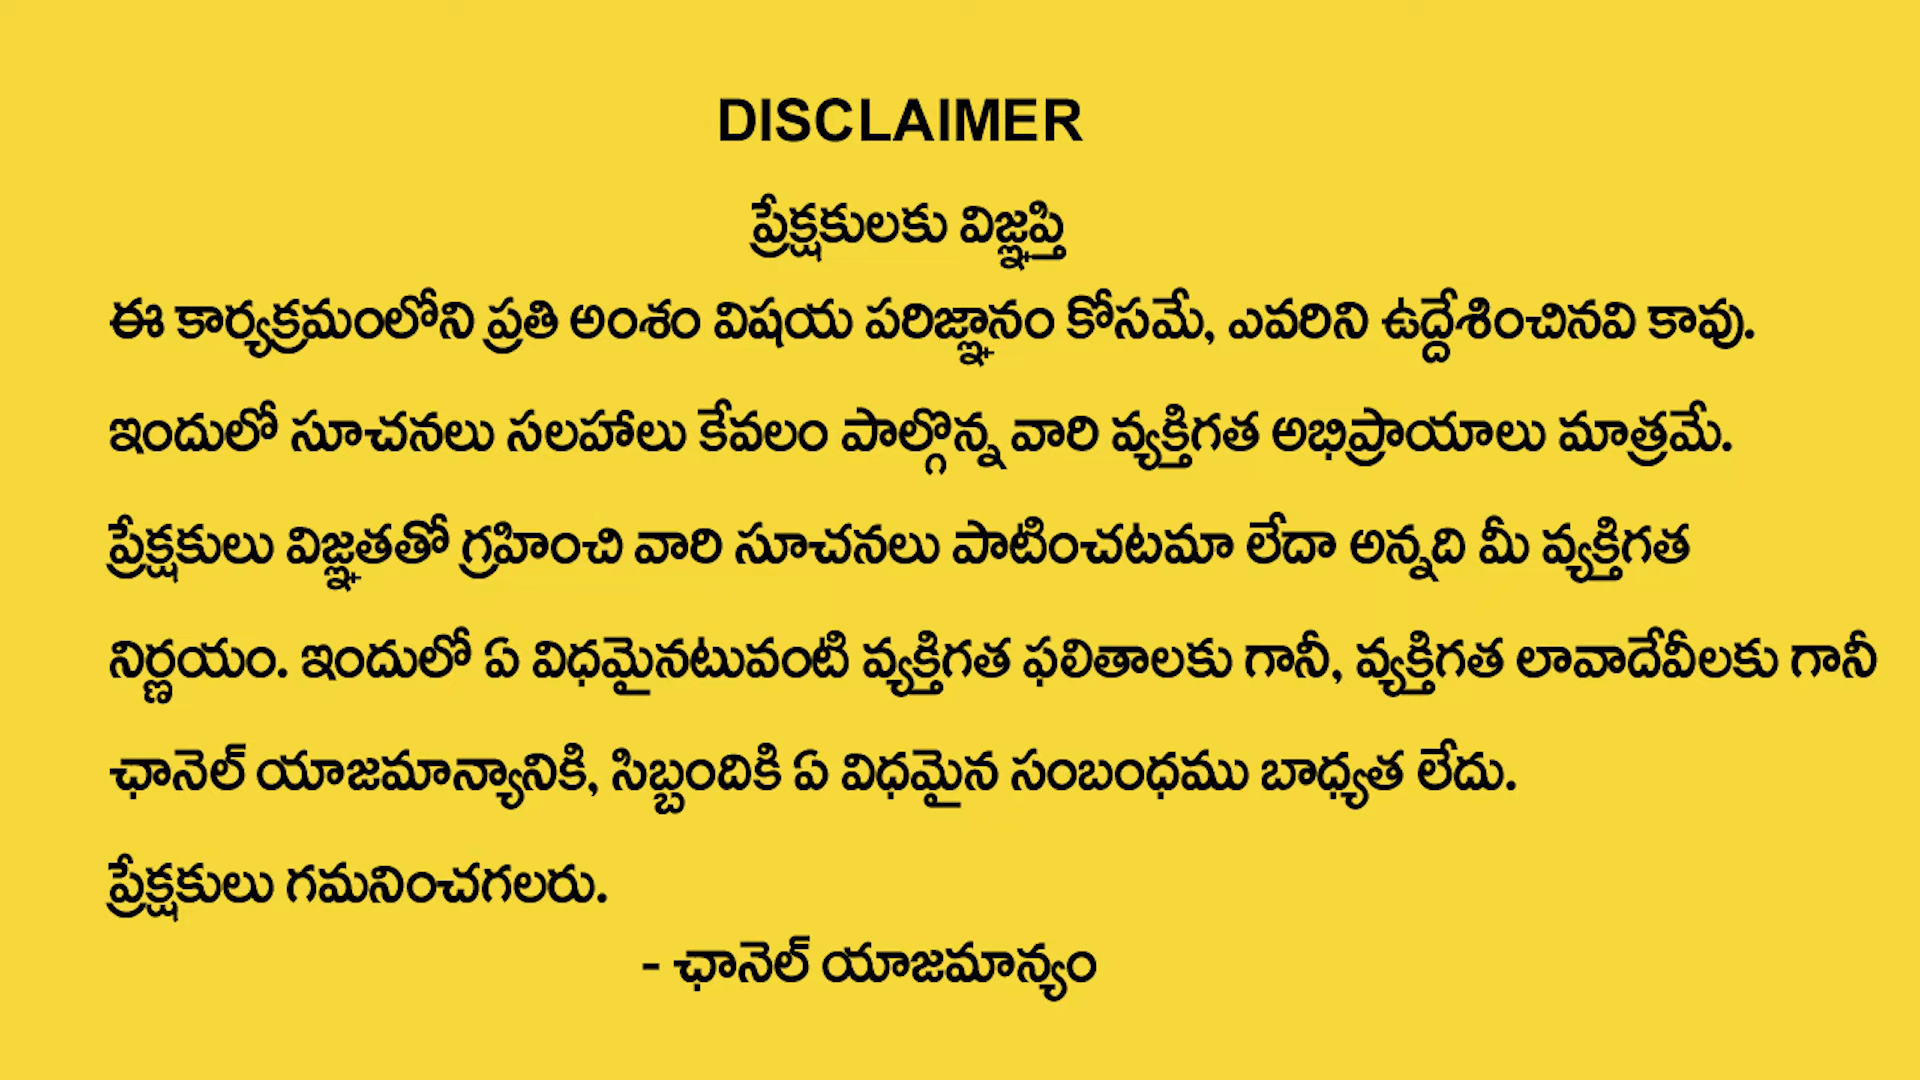 DISCLAIMER
ప్రేక్షకులకు విజ్ఞప్తి
ఈ కార్యక్రమంలోని ప్రతి అంశం విషయ పరిజ్ఞానం కోసమే, ఎవరిని ఉద్దేశించినవి కావు.
ఇందులో సూచనలు సలహాలు కేవలం పాల్గొన్న వారి వ్యక్తిగత అభిప్రాయాలు మాత్రమే.
ప్రేక్షకులు విజ్ఞతతో గ్రహించి వారి సూచనలు పాటించటమా లేదా అన్నది మీ వ్యక్తిగత
నిర్ణయం. ఇందులో ఏ విధమైనటువంటి వ్యక్తిగత ఫలితాలకు గానీ, వ్యక్తిగత లావాదేవీలకు గానీ
ఛానెల్ యాజమాన్యానికి, సిబ్బందికి ఏ విధమైన సంబంధము బాధ్యత లేదు.
ప్రేక్షకులు గమనించగలరు.
- ఛానెల్ యాజమాన్యం